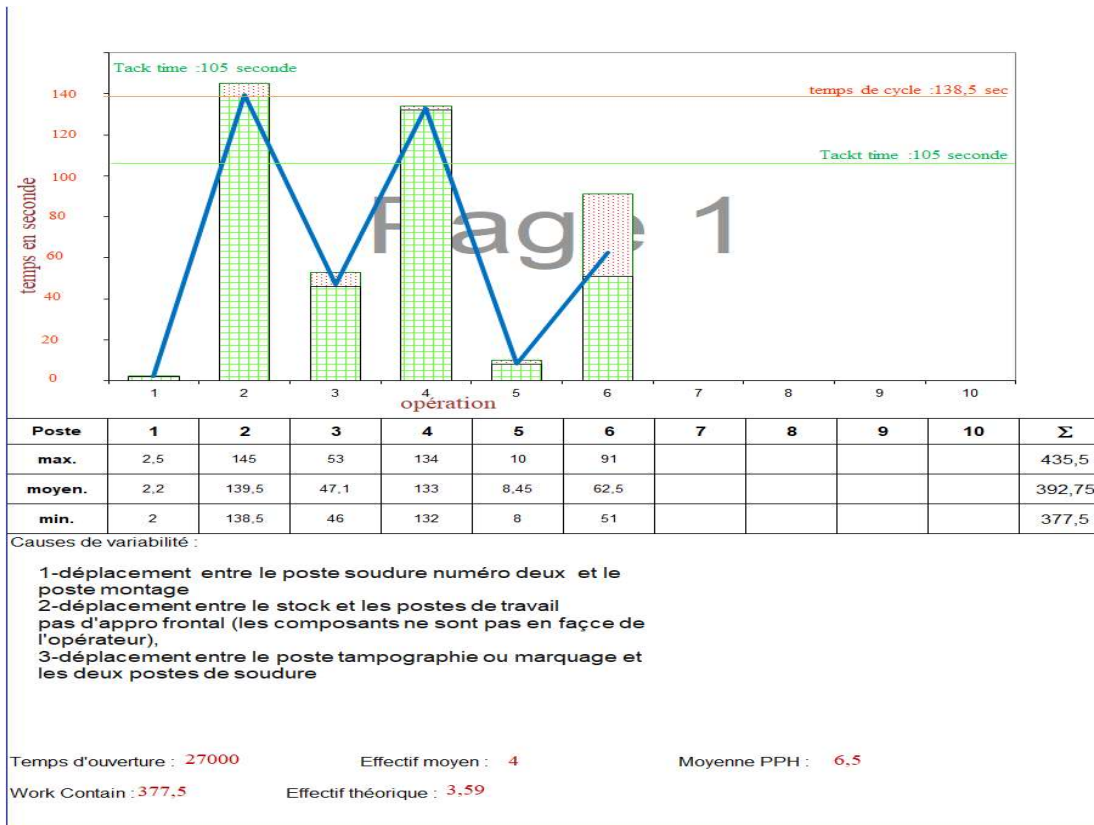 Tack time :105 seconde
temps de cycle :138,5 sec
Tackt time :105 seconde
140
120
100
80
60
40
20
0
temps en seconde
Page 1
1 2 3 4 5 6 7 8 9 10
opération
Poste 1 2 3 4 5 6 7 8 9 10 Σ
max. 2,5 145 53 134 10 91 435,5
moyen. 2,2 139,5 47,1 133 8,45 62,5 392,75
min. 2 138,5 46 132 8 51 377,5
Causes de variabilité :
1-déplacement entre le poste soudure numéro deux et le
poste montage
2-déplacement entre le stock et les postes de travail
pas d'appro frontal (les composants ne sont pas en façce de
l'opérateur),
3-déplacement entre le poste tampographie ou marquage et
les deux postes de soudure
Temps d'ouverture : 27000 Effectif moyen : 4 Moyenne PPH : 6,5
Work Contain : 377,5 Effectif théorique : 3,59